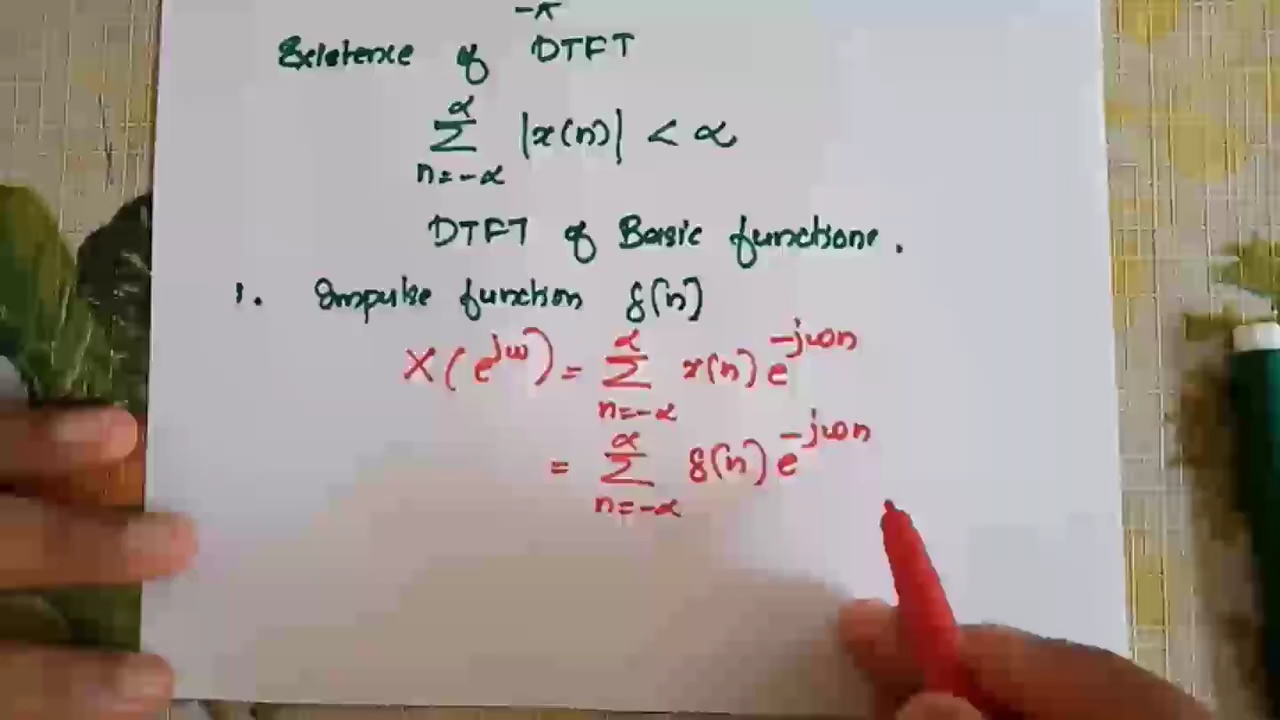 -π
Existence of DTFT
∑ n=-∝ ∝ |x(n)| < ∝
DTFT of Basic functions.
1. Impulse function δ[n]
X(e^jω) = ∑ n=-∝ ∝ x(n) e^-jωn
= ∑ n=-∝ ∝ δ(n) e^-jωn